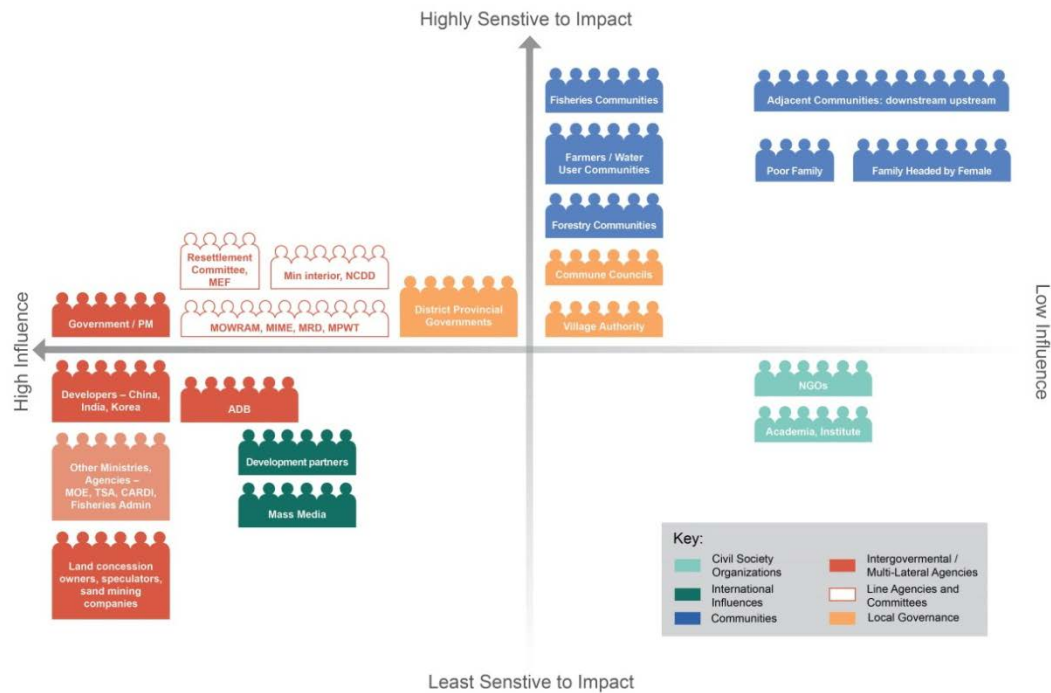 Highly Senstive to Impact
Fisheries Communities
Adjacent Communities: downstream upstream
Farmers / Water
User Communities
Poor Family
Family Headed by Female
Forestry Communities
Resettlement
Committee,
MEF
Min interior, NCDD
Commune Councils
Government / PM
MOWRAM, MIME, MRD, MPWT
District Provincial
Governments
Village Authority
High Influence
Low Influence
Developers – China,
India, Korea
ADB
NGOs
Academia, Institute
Other Ministries,
Agencies –
MOE, TSA, CARDI,
Fisheries Admin
Development partners
Mass Media
Land concession
owners, speculators,
sand mining
companies
Key:
Civil Society
Organizations
International
Influences
Communities
Intergovermental /
Multi-Lateral Agencies
Line Agencies and
Committees
Local Governance
Least Senstive to Impact